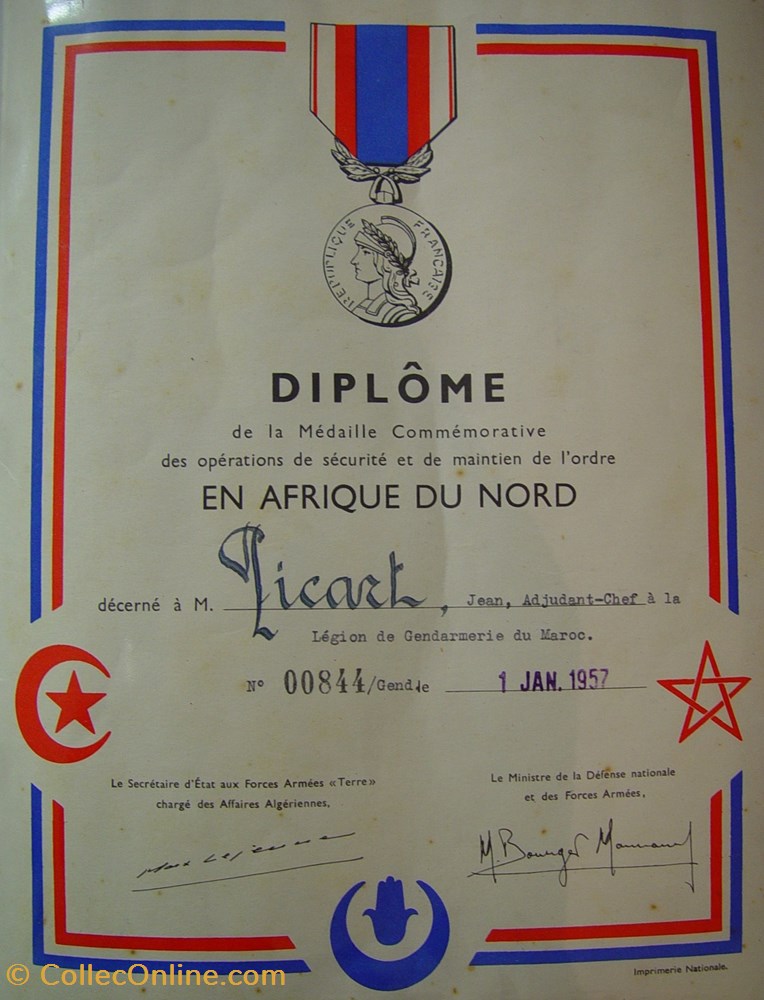 RÉPUBLIQUE FRANÇAISE
DIPLÔME
de la Médaille Commémorative
des opérations de sécurité et de maintien de l'ordre
EN AFRIQUE DU NORD
décerné à M. Picart, Jean, Adjudant-Chef à la
Légion de Gendarmerie du Maroc.
N° 00844/Gend. le 1 JAN. 1957
Le Secrétaire d'État aux Forces Armées «Terre»
chargé des Affaires Algériennes,
Max Lejeune
Le Ministre de la Défense nationale
et des Forces Armées,
M. Bourgès Maunoury
Imprimerie Nationale.
© CollecOnline.com